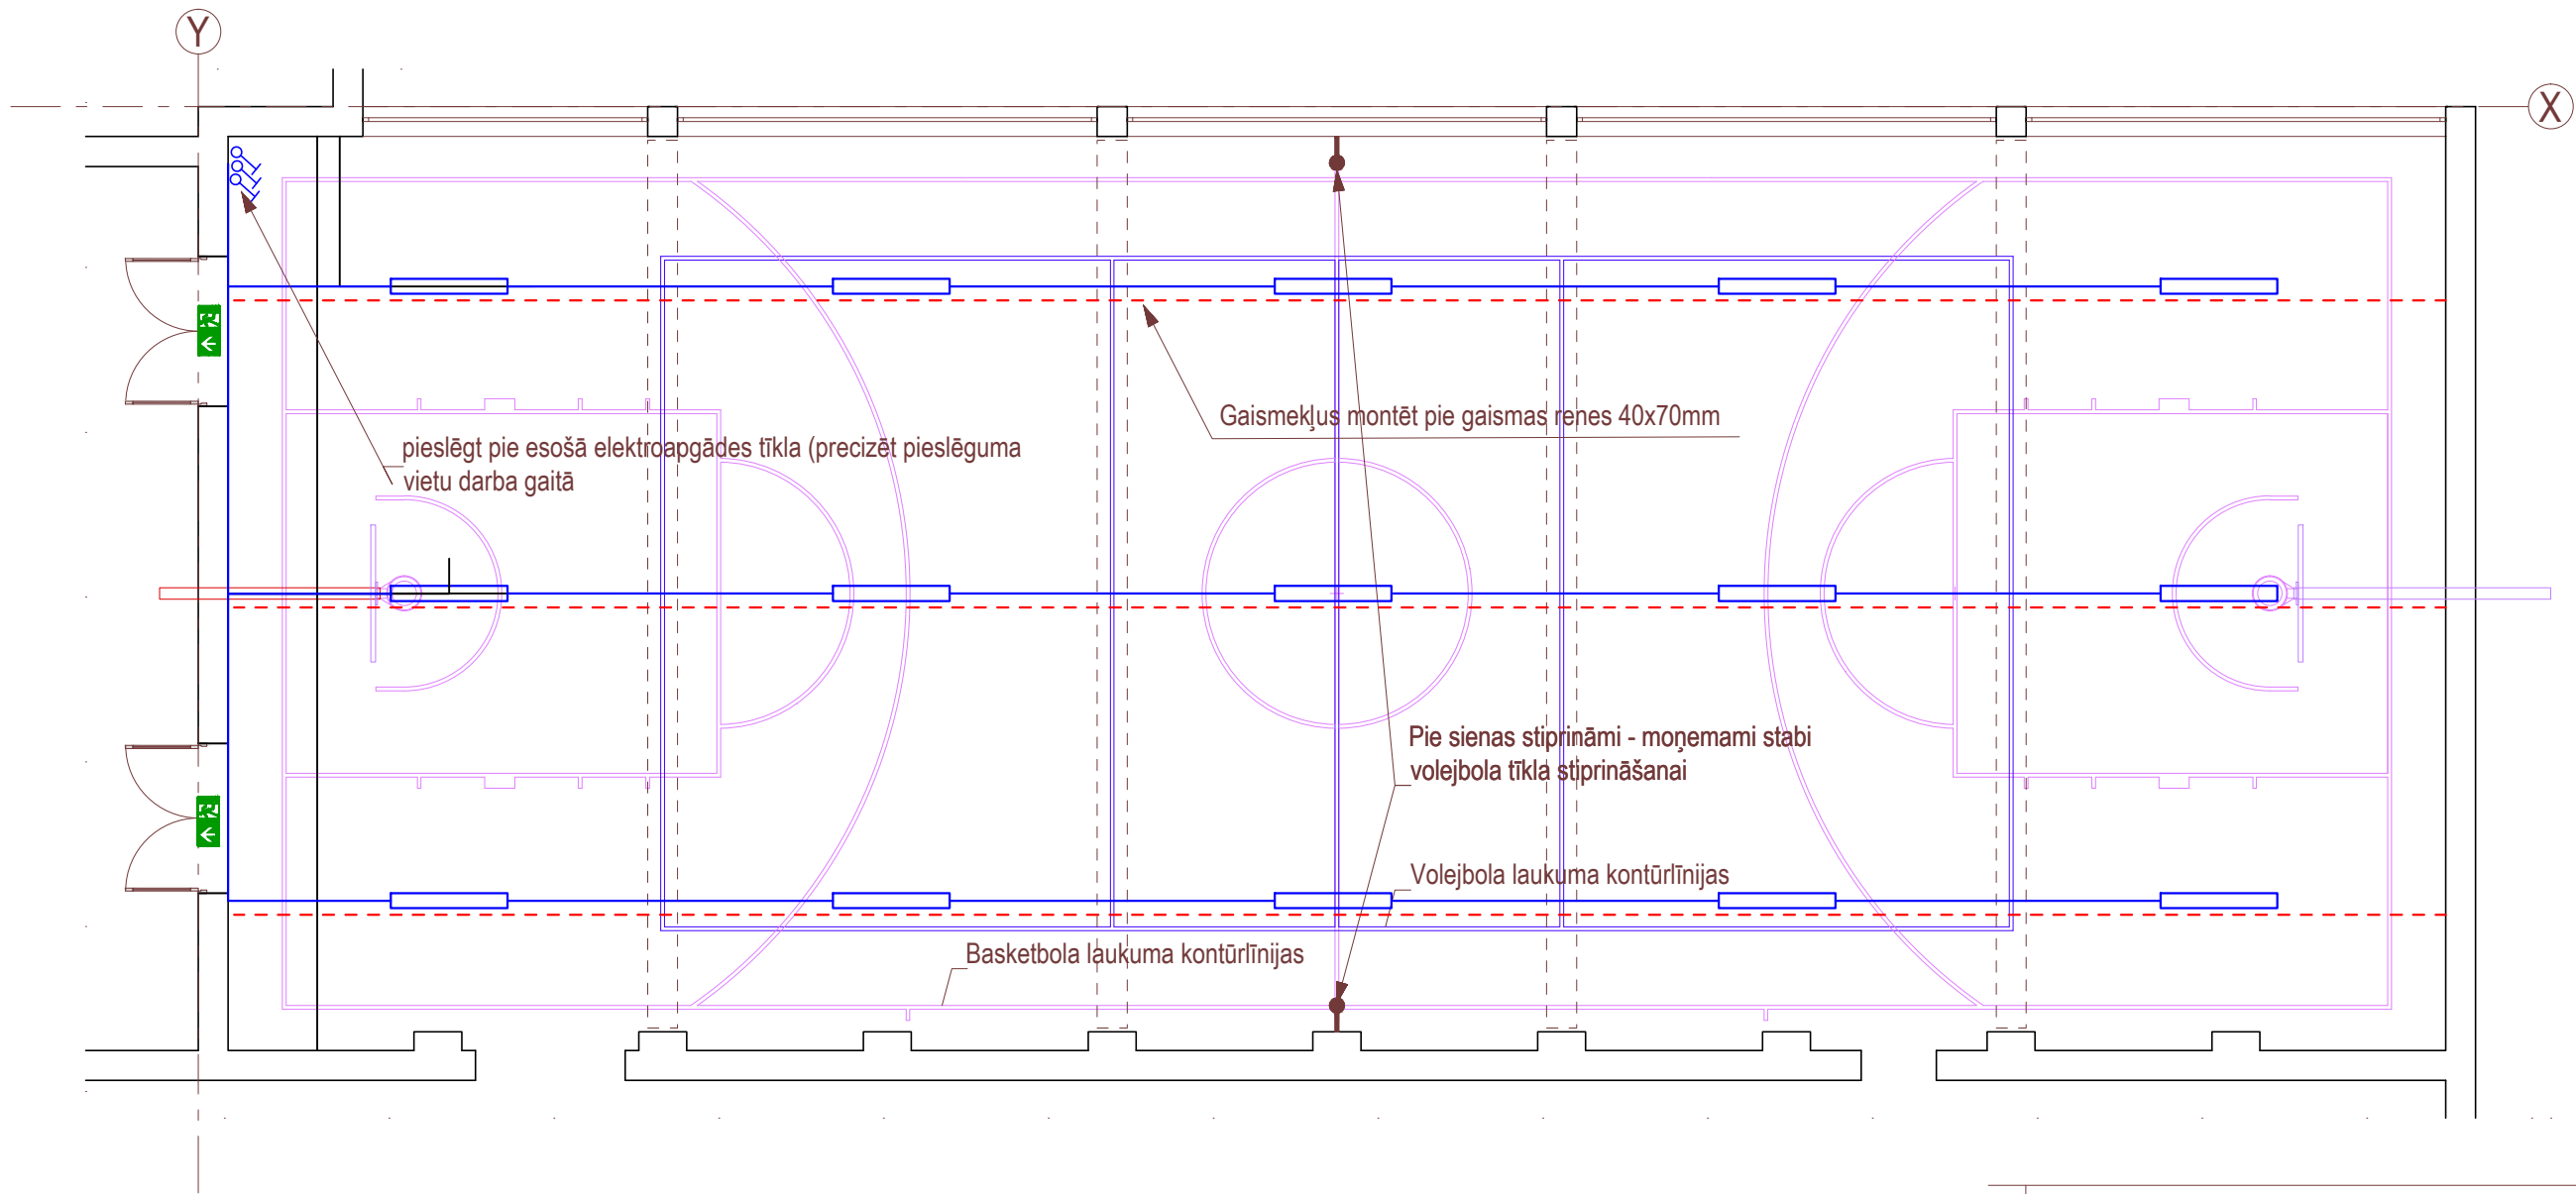 Y
X
Gaismekļus montēt pie gaismas renes 40x70mm
pieslēgt pie esošā elektroapgādes tīkla (precizēt pieslēguma
vietu darba gaitā
Pie sienas stiprināmi - moņemami stabi
volejbola tīkla stiprināšanai
Volejbola laukuma kontūrlīnijas
Basketbola laukuma kontūrlīnijas